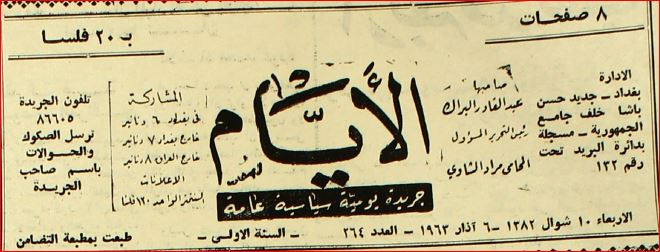 ٨ صفحات
بـ ٢٠ فلسا
الادارة
بغداد - جديد حسن
باشا خلف جامع
الجمهورية - مسجلة
بدائرة البريد تحت
رقم ١٣٢
صاحبها
عبد القادر البراك
رئيس التحرير المسؤول
المحامي مراد الشاوي
الأيام
جريدة يومية سياسية عامة
المشاركة
في بغداد ٦ دنانير
خارج بغداد ٧ دنانير
خارج العراق ٨ دنانير
الاعلانات
السنتمتر الواحد ١٢٠ فلسا
تلفون الجريدة
٨٦٦٠٥
ترسل الصكوك
والحوالات
باسم صاحب
الجريدة
الاربعاء ١٠ شوال ١٣٨٢ - ٦ آذار ١٩٦٣ - العدد ٢٦٤ - السنة الاولى - طبعت بمطبعة التضامن